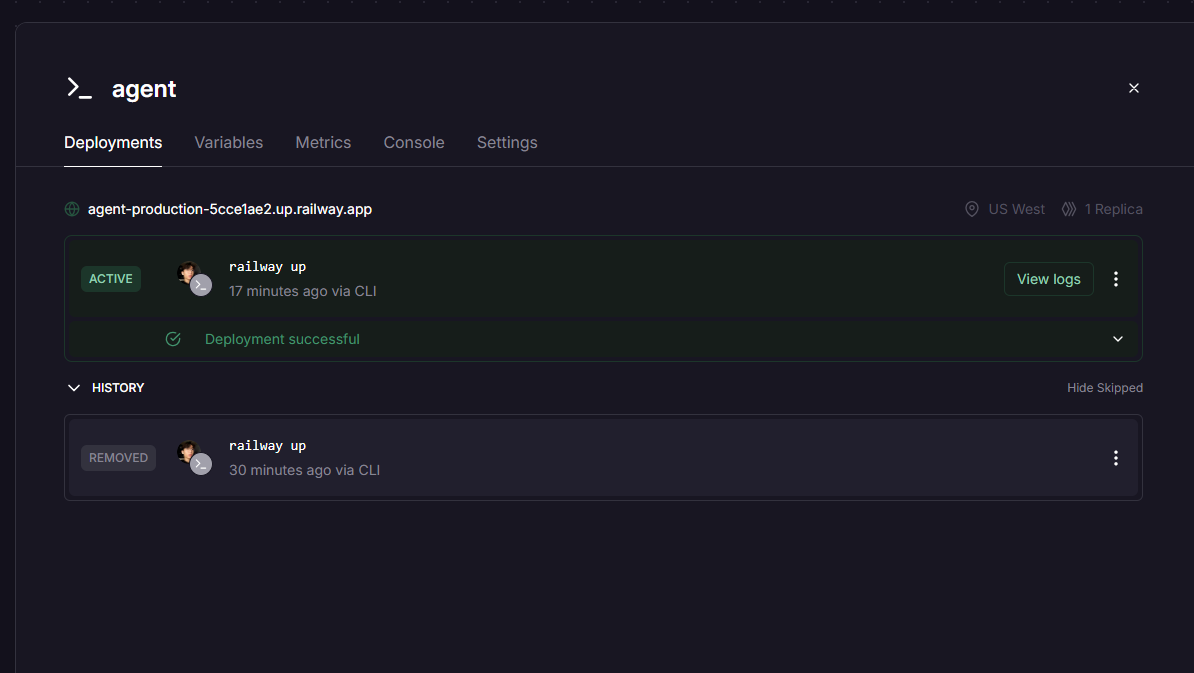 agent
Deployments Variables Metrics Console Settings
agent-production-5cce1ae2.up.railway.app US West 1 Replica
ACTIVE railway up View logs
17 minutes ago via CLI
Deployment successful
HISTORY Hide Skipped
REMOVED railway up
30 minutes ago via CLI